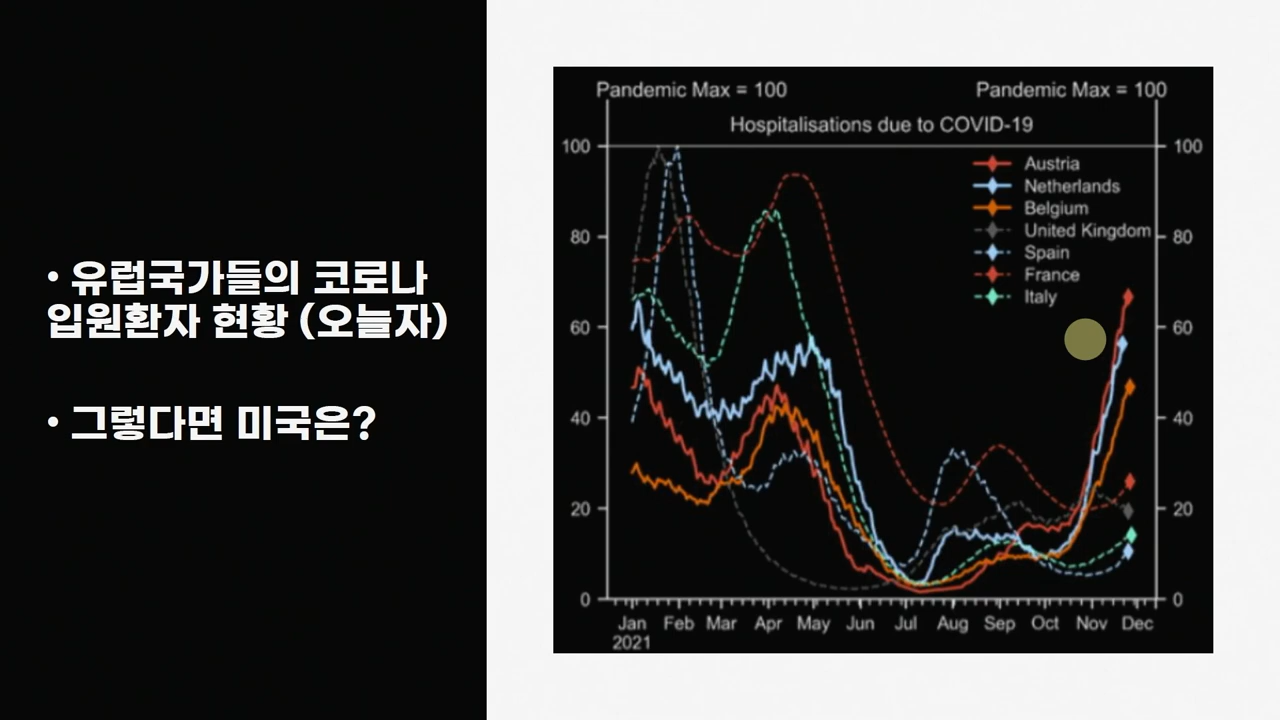 • 유럽국가들의 코로나
입원환자 현황 (오늘자)
• 그렇다면 미국은?
Pandemic Max = 100
Pandemic Max = 100
Hospitalisations due to COVID-19
100
80
60
40
20
0
100
80
60
40
20
0
Austria
Netherlands
Belgium
United Kingdom
Spain
France
Italy
Jan Feb Mar Apr May Jun Jul Aug Sep Oct Nov Dec
2021